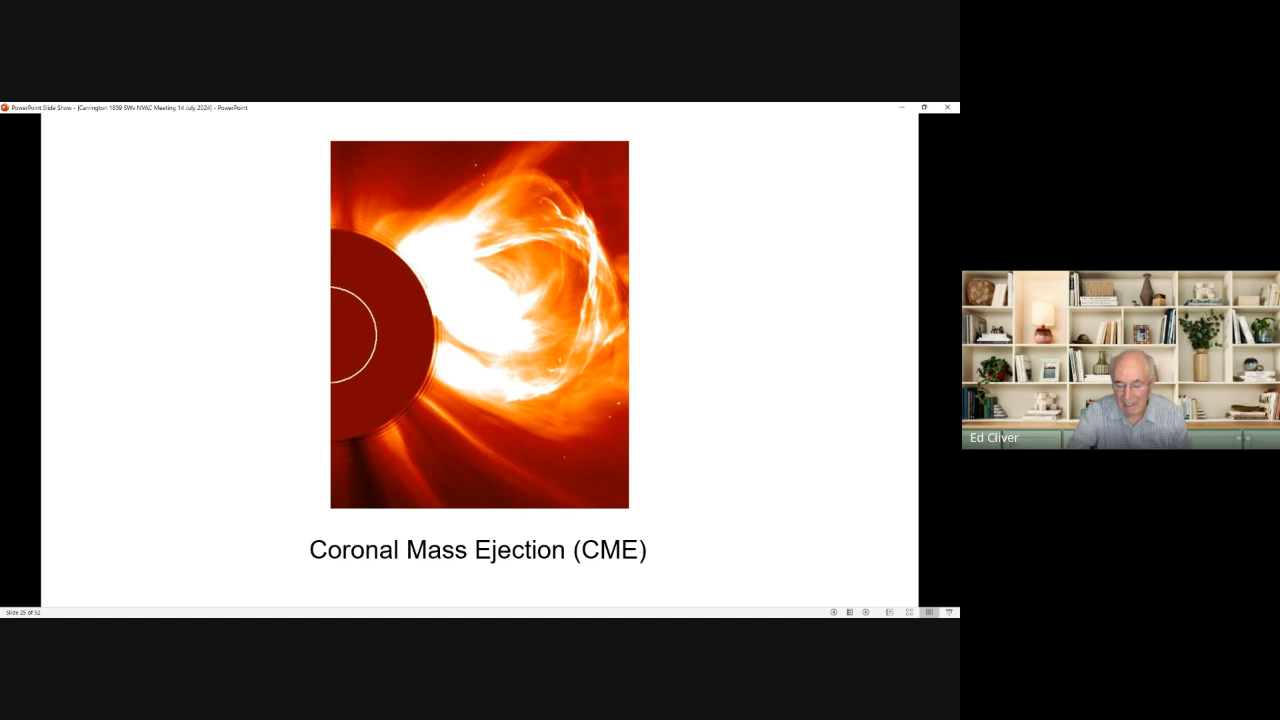 PowerPoint Slide Show - [Carrington 1859 SWx NVAC Meeting 14 July 2024] - PowerPoint
Coronal Mass Ejection (CME)
Ed Cliver
Slide 25 of 52